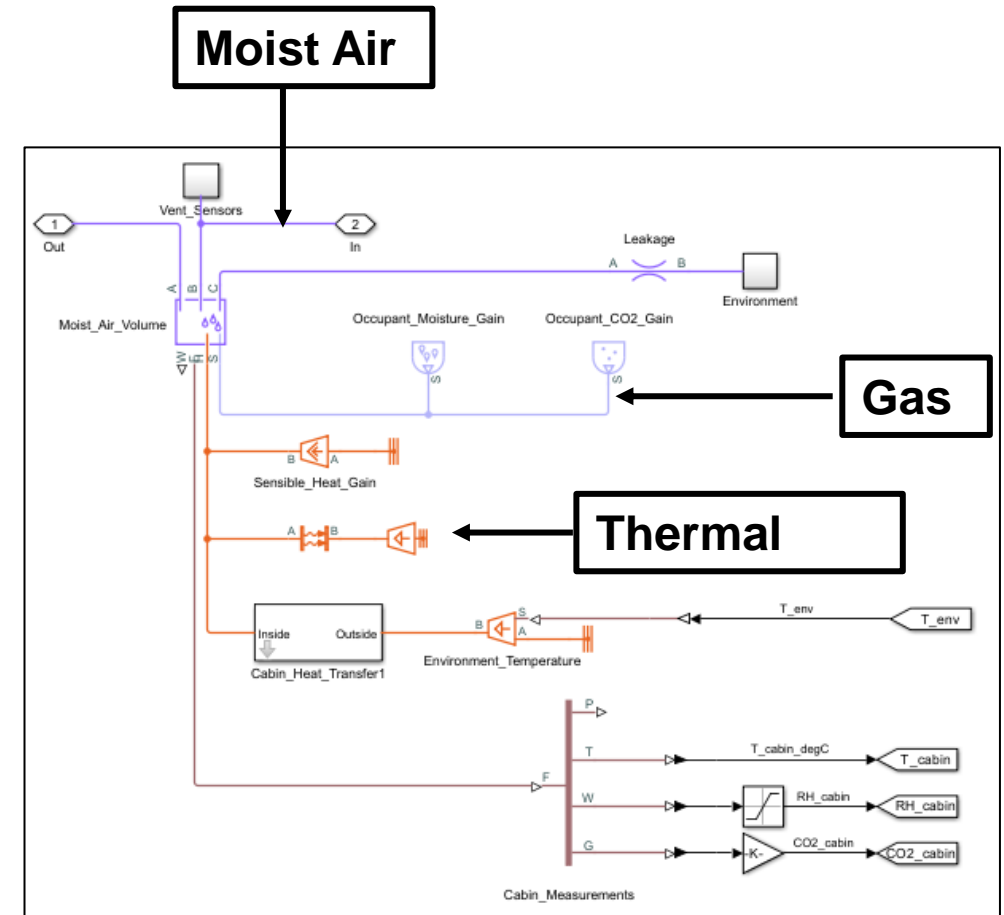 Moist Air
Vent_Sensors
1
Out
2
In
Leakage
A
B
Environment
A
B
C
Moist_Air_Volume
W
F
H
S
Occupant_Moisture_Gain
S
Occupant_CO2_Gain
S
Gas
B
A
Sensible_Heat_Gain
A
B
Thermal
Inside
Outside
Cabin_Heat_Transfer1
B
S
A
Environment_Temperature
T_env
T_env
P
T
T_cabin_degC
T_cabin
F
W
RH_cabin
RH_cabin
G
-K-
CO2_cabin
CO2_cabin
Cabin_Measurements